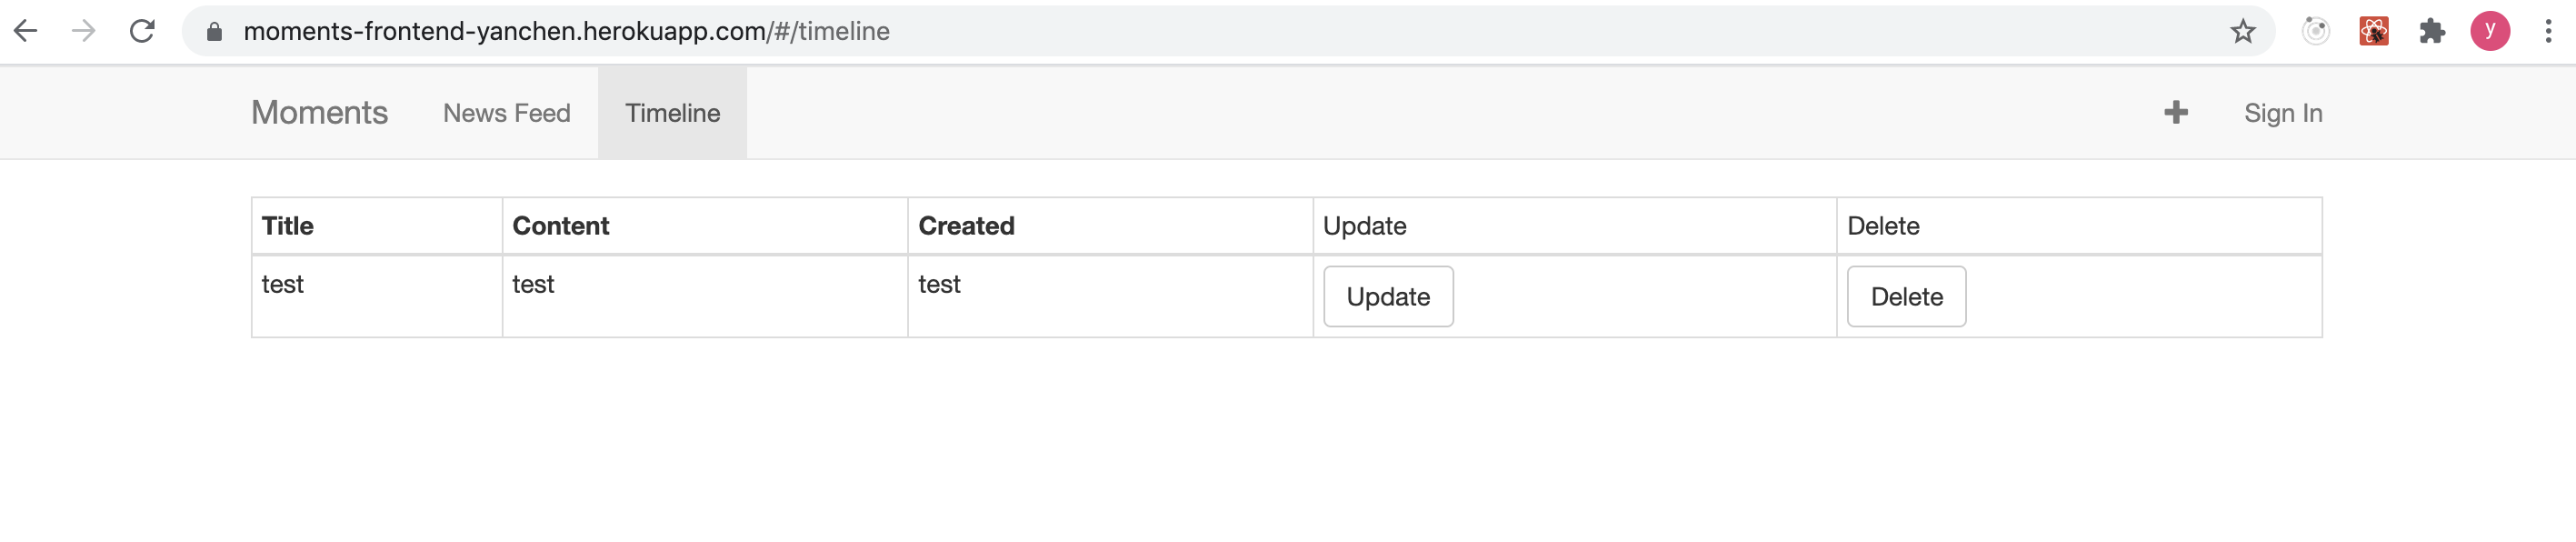 moments-frontend-yanchen.herokuapp.com/#/timeline
y
Moments News Feed Timeline Sign In
Title Content Created Update Delete
test test test Update Delete